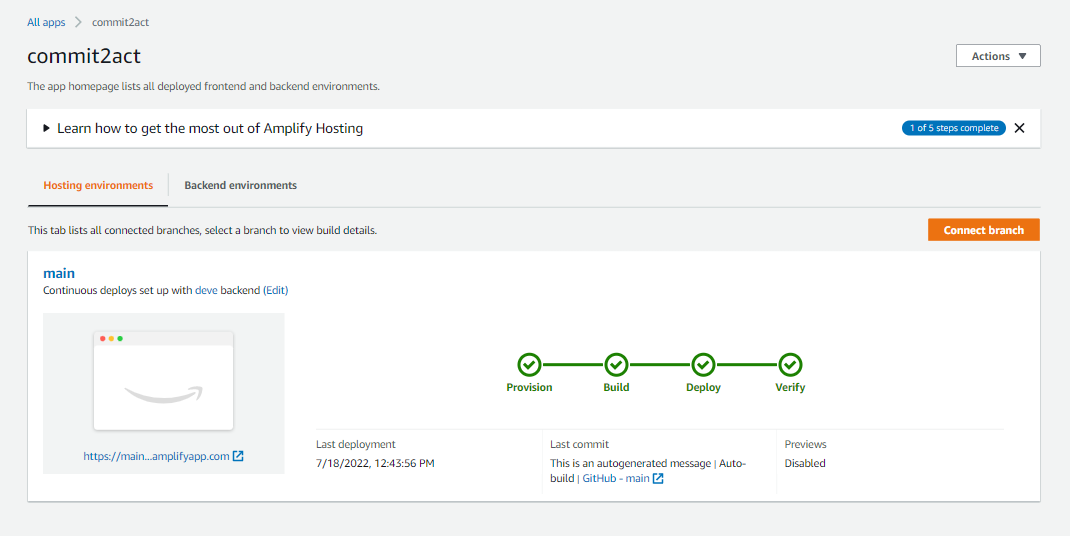 All apps > commit2act
commit2act
Actions ▼
The app homepage lists all deployed frontend and backend environments.
Learn how to get the most out of Amplify Hosting
1 of 5 steps complete
Hosting environments
Backend environments
This tab lists all connected branches, select a branch to view build details.
Connect branch
main
Continuous deploys set up with deve backend (Edit)
https://main...amplifyapp.com
Provision
Build
Deploy
Verify
Last deployment
7/18/2022, 12:43:56 PM
Last commit
This is an autogenerated message | Auto-
build | GitHub - main
Previews
Disabled